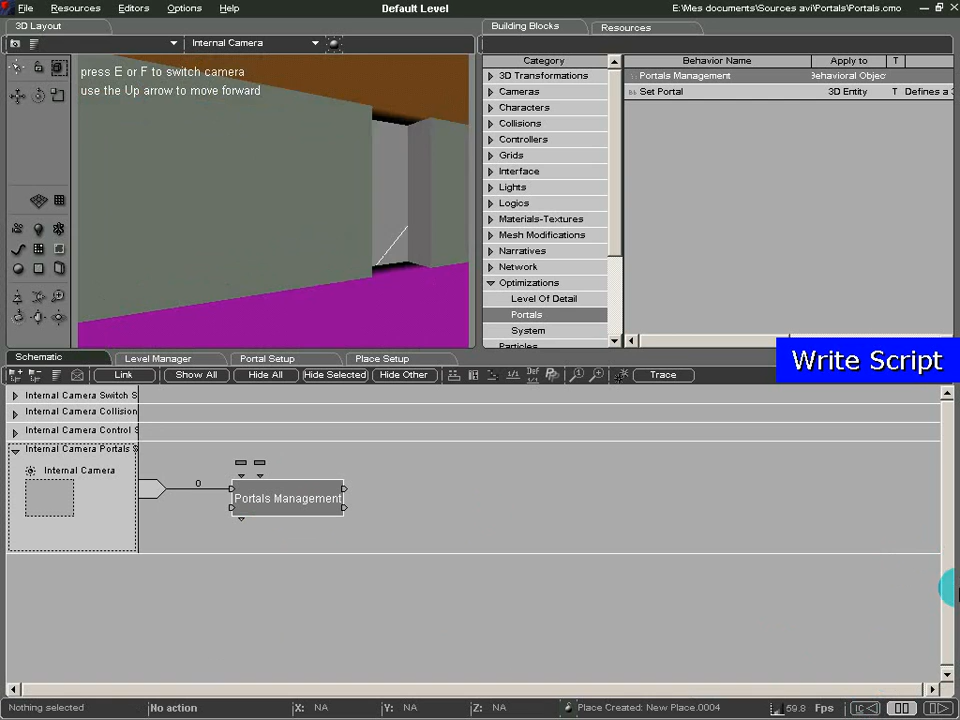 File Resources Editors Options Help Default Level E:\Mes documents\Sources avi\Portals\Portals.cmo
3D Layout Building Blocks Resources
Internal Camera
press E or F to switch camera
use the Up arrow to move forward
Category Behavior Name Apply to T
3D Transformations Portals Management Behavioral Objec
Cameras Set Portal 3D Entity T Defines a 3
Characters
Collisions
Controllers
Grids
Interface
Lights
Logics
Materials-Textures
Mesh Modifications
Narratives
Network
Optimizations
Level Of Detail
Portals
System
Particles
Schematic Level Manager Portal Setup Place Setup
Write Script
Link Show All Hide All Hide Selected Hide Other Trace
Internal Camera Switch S
Internal Camera Collision
Internal Camera Control S
Internal Camera Portals S
Internal Camera
0
Portals Management
Nothing selected No action X: NA Y: NA Z: NA Place Created: New Place.0004 59.8 Fps